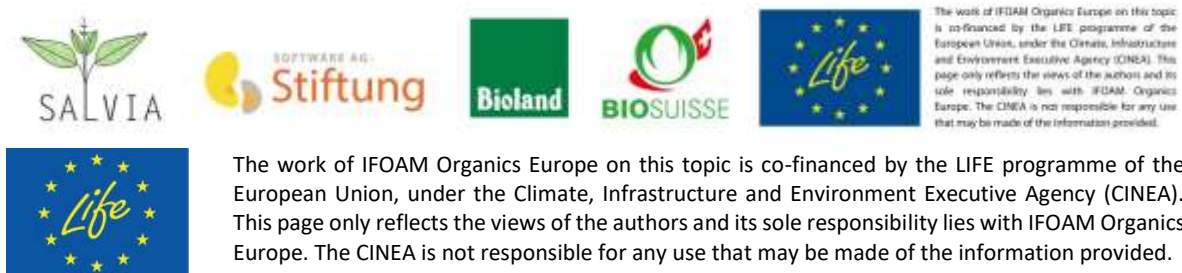 SALVIA
SOFTWARE AG-
Stiftung
Bioland
BIOSUISSE
Life
The work of IFOAM Organics Europe on this topic
is co-financed by the LIFE programme of the
European Union, under the Climate, Infrastructure
and Environment Executive Agency (CINEA). This
page only reflects the views of the authors and its
sole responsibility lies with IFOAM Organics
Europe. The CINEA is not responsible for any use
that may be made of the information provided.
Life
The work of IFOAM Organics Europe on this topic is co-financed by the LIFE programme of the
European Union, under the Climate, Infrastructure and Environment Executive Agency (CINEA).
This page only reflects the views of the authors and its sole responsibility lies with IFOAM Organics
Europe. The CINEA is not responsible for any use that may be made of the information provided.